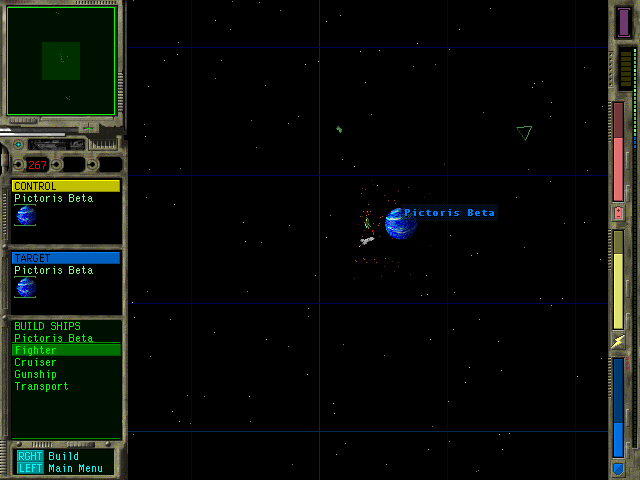 267
CONTROL
Pictoris Beta
TARGET
Pictoris Beta
BUILD SHIPS
Pictoris Beta
Fighter
Cruiser
Gunship
Transport
RGHT Build
LEFT Main Menu
Pictoris Beta